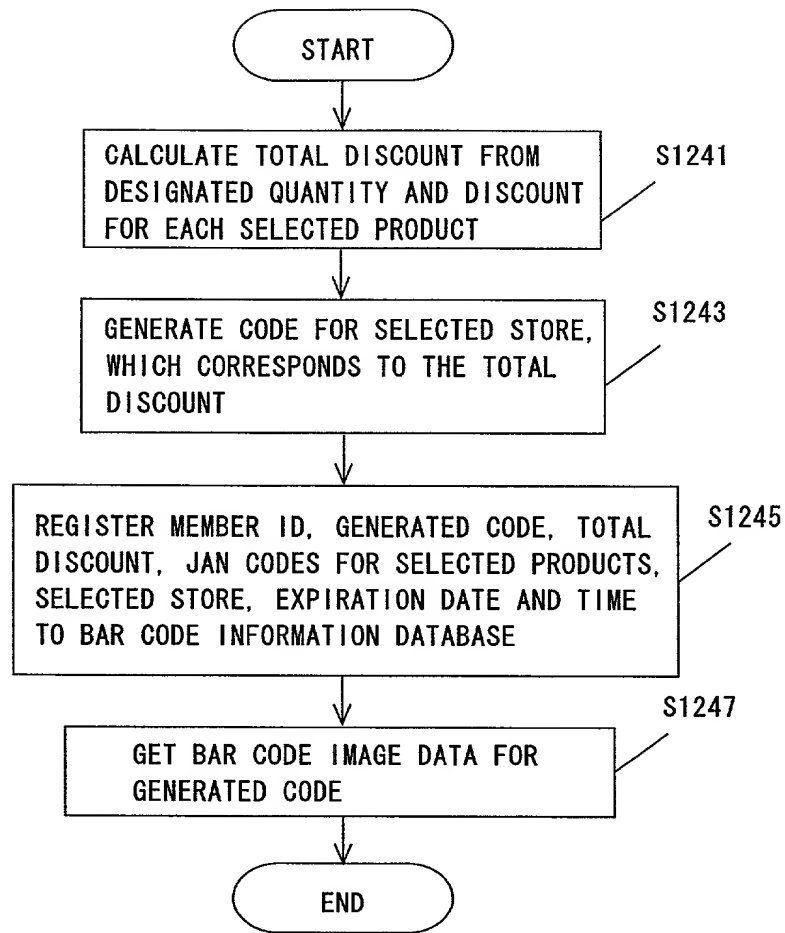 START
CALCULATE TOTAL DISCOUNT FROM
DESIGNATED QUANTITY AND DISCOUNT
FOR EACH SELECTED PRODUCT
S1241
GENERATE CODE FOR SELECTED STORE,
WHICH CORRESPONDS TO THE TOTAL
DISCOUNT
S1243
REGISTER MEMBER ID, GENERATED CODE, TOTAL
DISCOUNT, JAN CODES FOR SELECTED PRODUCTS,
SELECTED STORE, EXPIRATION DATE AND TIME
TO BAR CODE INFORMATION DATABASE
S1245
GET BAR CODE IMAGE DATA FOR
GENERATED CODE
S1247
END